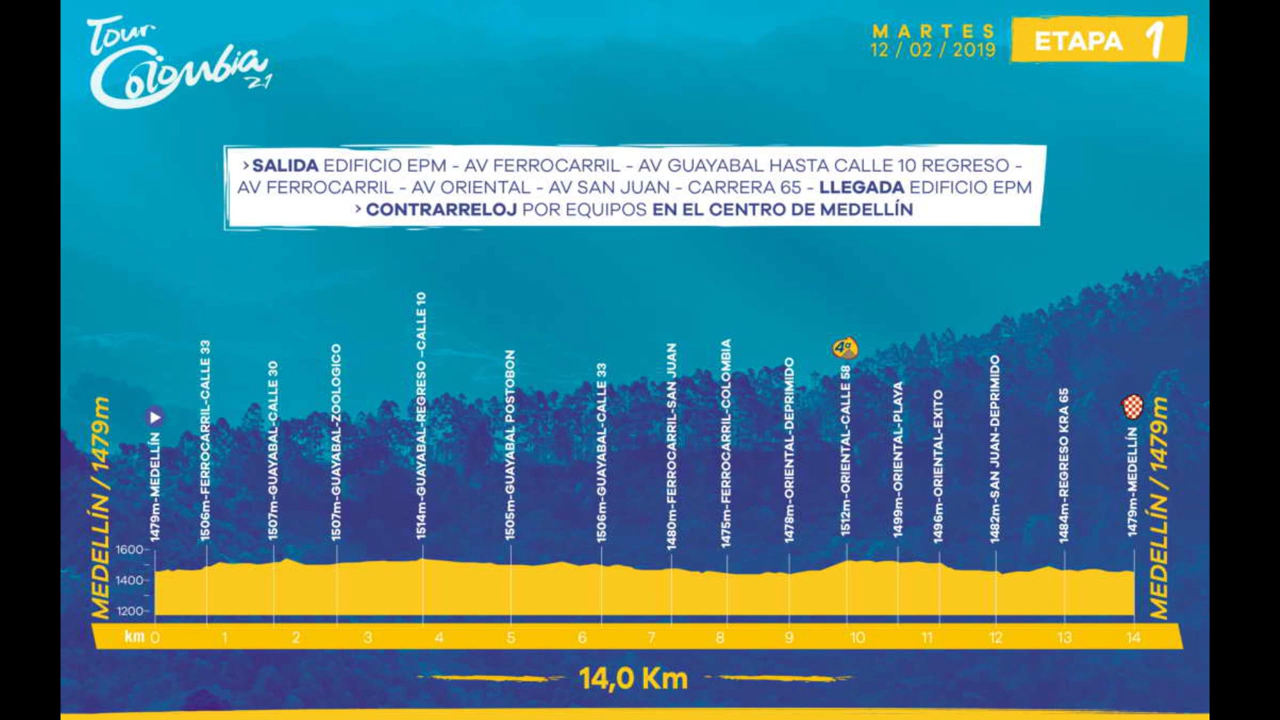 Tour
Colombia
2.1
MARTES
12 / 02 / 2019
ETAPA 1
> SALIDA EDIFICIO EPM - AV FERROCARRIL - AV GUAYABAL HASTA CALLE 10 REGRESO -
AV FERROCARRIL - AV ORIENTAL - AV SAN JUAN - CARRERA 65 - LLEGADA EDIFICIO EPM
> CONTRARRELOJ POR EQUIPOS EN EL CENTRO DE MEDELLÍN
MEDELLÍN / 1479m
1479m-MEDELLÍN
1506m-FERROCARRIL-CALLE 33
1507m-GUAYABAL-CALLE 30
1507m-GUAYABAL-ZOOLOGICO
1514m-GUAYABAL-REGRESO -CALLE 10
1505m-GUAYABAL POSTOBON
1506m-GUAYABAL-CALLE 33
1480m-FERROCARRIL-SAN JUAN
1475m-FERROCARRIL-COLOMBIA
1478m-ORIENTAL-DEPRIMIDO
4ª
1512m-ORIENTAL-CALLE 58
1499m-ORIENTAL-PLAYA
1496m-ORIENTAL-EXITO
1482m-SAN JUAN-DEPRIMIDO
1484m-REGRESO KRA 65
1479m-MEDELLÍN
MEDELLÍN / 1479m
1600
1400
1200
km 0 1 2 3 4 5 6 7 8 9 10 11 12 13 14
14,0 Km